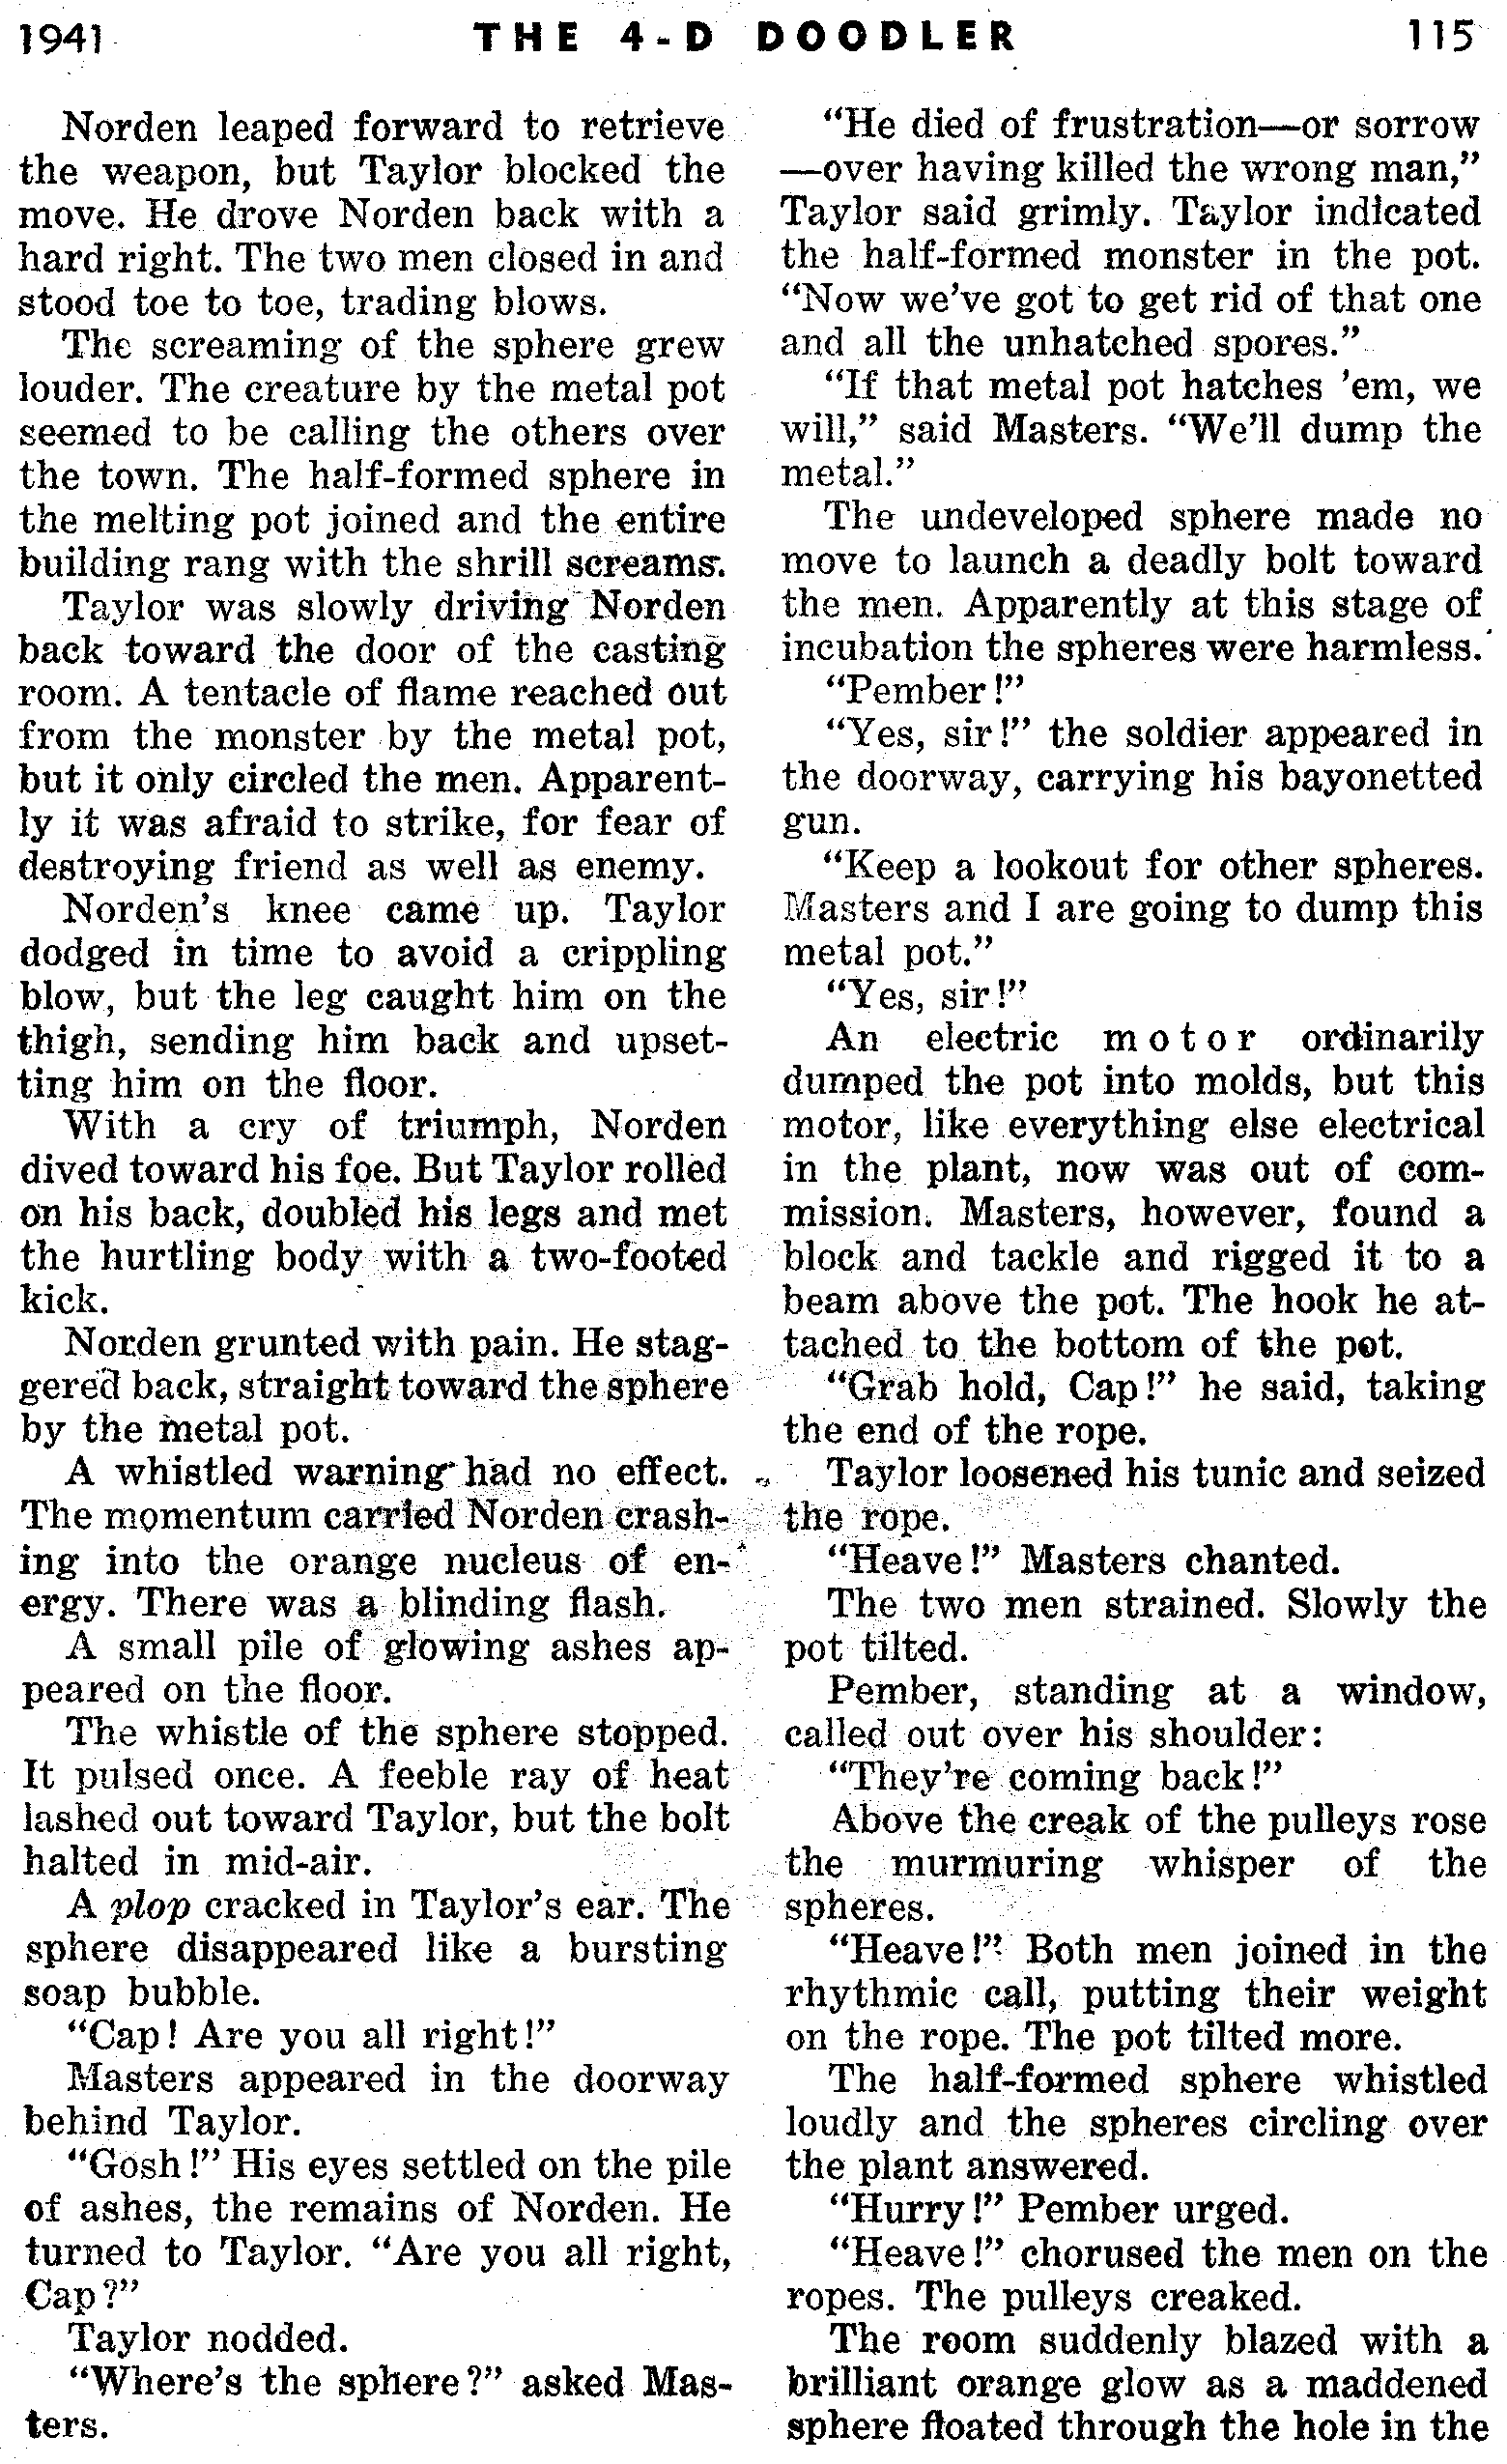 1941 THE 4-D DOODLER 115
Norden leaped forward to retrieve
the weapon, but Taylor blocked the
move. He drove Norden back with a
hard right. The two men closed in and
stood toe to toe, trading blows.
The screaming of the sphere grew
louder. The creature by the metal pot
seemed to be calling the others over
the town. The half-formed sphere in
the melting pot joined and the entire
building rang with the shrill screams.
Taylor was slowly driving Norden
back toward the door of the casting
room. A tentacle of flame reached out
from the monster by the metal pot,
but it only circled the men. Apparent-
ly it was afraid to strike, for fear of
destroying friend as well as enemy.
Norden's knee came up. Taylor
dodged in time to avoid a crippling
blow, but the leg caught him on the
thigh, sending him back and upset-
ting him on the floor.
With a cry of triumph, Norden
dived toward his foe. But Taylor rolled
on his back, doubled his legs and met
the hurtling body with a two-footed
kick.
Norden grunted with pain. He stag-
gered back, straight toward the sphere
by the metal pot.
A whistled warning had no effect.
The momentum carried Norden crash-
ing into the orange nucleus of en-
ergy. There was a blinding flash.
A small pile of glowing ashes ap-
peared on the floor.
The whistle of the sphere stopped.
It pulsed once. A feeble ray of heat
lashed out toward Taylor, but the bolt
halted in mid-air.
A plop cracked in Taylor's ear. The
sphere disappeared like a bursting
soap bubble.
"Cap! Are you all right!"
Masters appeared in the doorway
behind Taylor.
"Gosh!" His eyes settled on the pile
of ashes, the remains of Norden. He
turned to Taylor. "Are you all right,
Cap?"
Taylor nodded.
"Where's the sphere?" asked Mas-
ters.
"He died of frustration—or sorrow
—over having killed the wrong man,"
Taylor said grimly. Taylor indicated
the half-formed monster in the pot.
"Now we've got to get rid of that one
and all the unhatched spores."
"If that metal pot hatches 'em, we
will," said Masters. "We'll dump the
metal."
The undeveloped sphere made no
move to launch a deadly bolt toward
the men. Apparently at this stage of
incubation the spheres were harmless.
"Pember!"
"Yes, sir!" the soldier appeared in
the doorway, carrying his bayonetted
gun.
"Keep a lookout for other spheres.
Masters and I are going to dump this
metal pot."
"Yes, sir!"
An electric motor ordinarily
dumped the pot into molds, but this
motor, like everything else electrical
in the plant, now was out of com-
mission. Masters, however, found a
block and tackle and rigged it to a
beam above the pot. The hook he at-
tached to the bottom of the pot.
"Grab hold, Cap!" he said, taking
the end of the rope.
Taylor loosened his tunic and seized
the rope.
"Heave!" Masters chanted.
The two men strained. Slowly the
pot tilted.
Pember, standing at a window,
called out over his shoulder:
"They're coming back!"
Above the creak of the pulleys rose
the murmuring whisper of the
spheres.
"Heave!" Both men joined in the
rhythmic call, putting their weight
on the rope. The pot tilted more.
The half-formed sphere whistled
loudly and the spheres circling over
the plant answered.
"Hurry!" Pember urged.
"Heave!" chorused the men on the
ropes. The pulleys creaked.
The room suddenly blazed with a
brilliant orange glow as a maddened
sphere floated through the hole in the